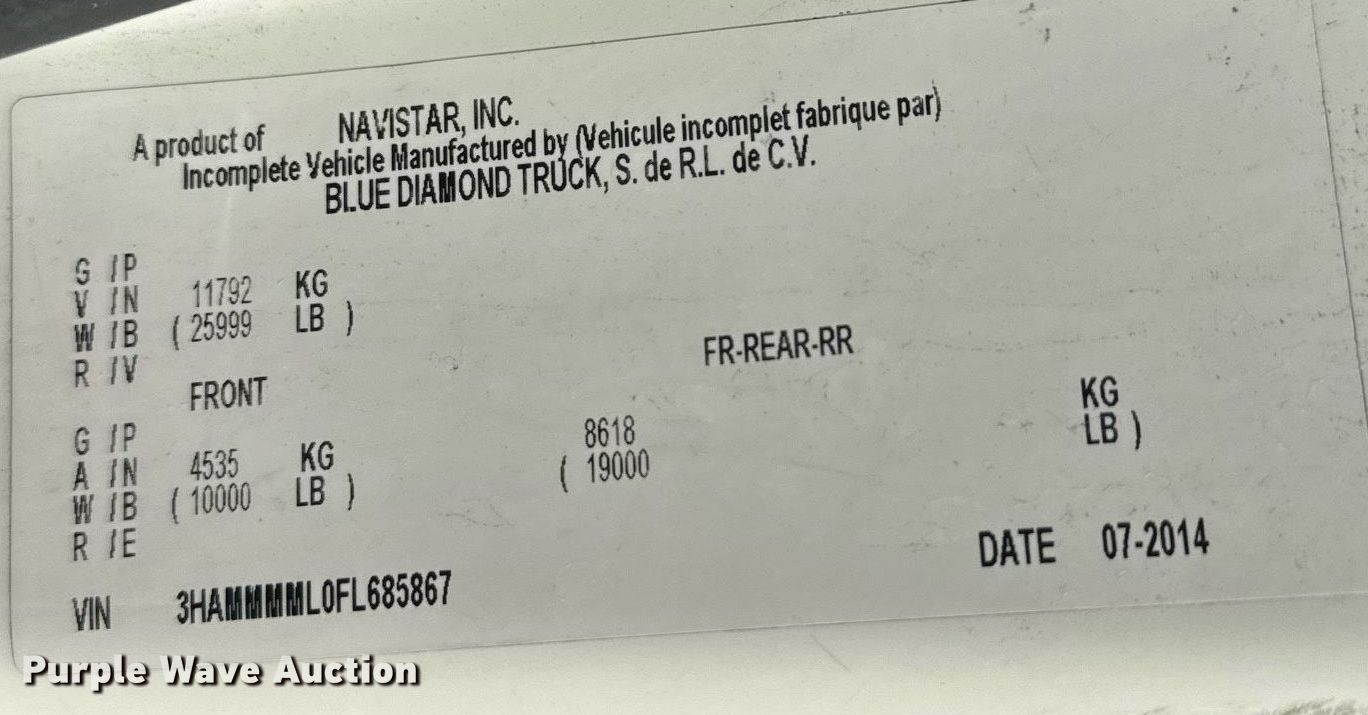 A product of NAVISTAR, INC.
Incomplete Vehicle Manufactured by (Vehicule incomplet fabrique par)
BLUE DIAMOND TRUCK, S. de R.L. de C.V.
G /P
V /N 11792 KG
W /B ( 25999 LB )
R /V
FRONT FR-REAR-RR
G /P
A /N 4535 KG 8618 KG
W /B ( 10000 LB ) ( 19000 LB )
R /E
DATE 07-2014
VIN 3HAMMMML0FL685867
Purple Wave Auction